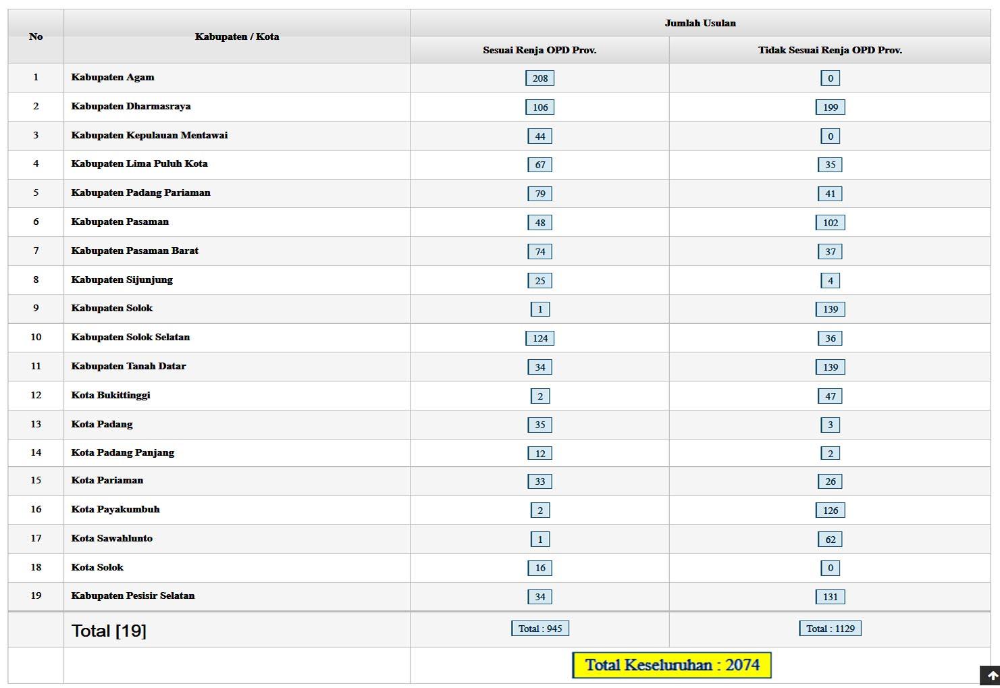 No Kabupaten / Kota Jumlah Usulan
Sesuai Renja OPD Prov. Tidak Sesuai Renja OPD Prov.
1 Kabupaten Agam 208 0
2 Kabupaten Dharmasraya 106 199
3 Kabupaten Kepulauan Mentawai 44 0
4 Kabupaten Lima Puluh Kota 67 35
5 Kabupaten Padang Pariaman 79 41
6 Kabupaten Pasaman 48 102
7 Kabupaten Pasaman Barat 74 37
8 Kabupaten Sijunjung 25 4
9 Kabupaten Solok 1 139
10 Kabupaten Solok Selatan 124 36
11 Kabupaten Tanah Datar 34 139
12 Kota Bukittinggi 2 47
13 Kota Padang 35 3
14 Kota Padang Panjang 12 2
15 Kota Pariaman 33 26
16 Kota Payakumbuh 2 126
17 Kota Sawahlunto 1 62
18 Kota Solok 16 0
19 Kabupaten Pesisir Selatan 34 131
Total [19] Total : 945 Total : 1129
Total Keseluruhan : 2074